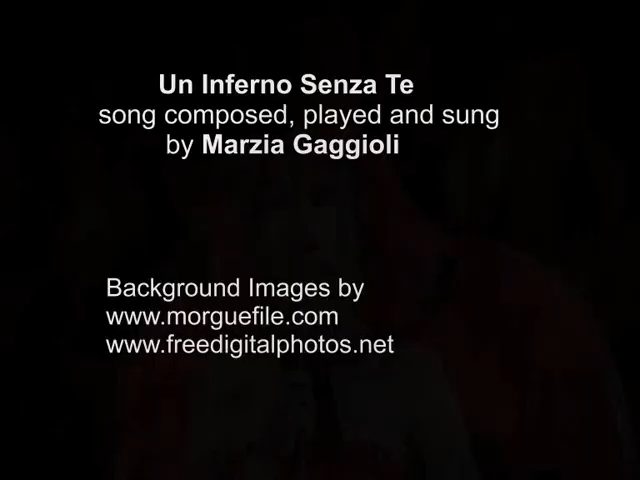 Un Inferno Senza Te
song composed, played and sung
by Marzia Gaggioli
Background Images by
www.morguefile.com
www.freedigitalphotos.net